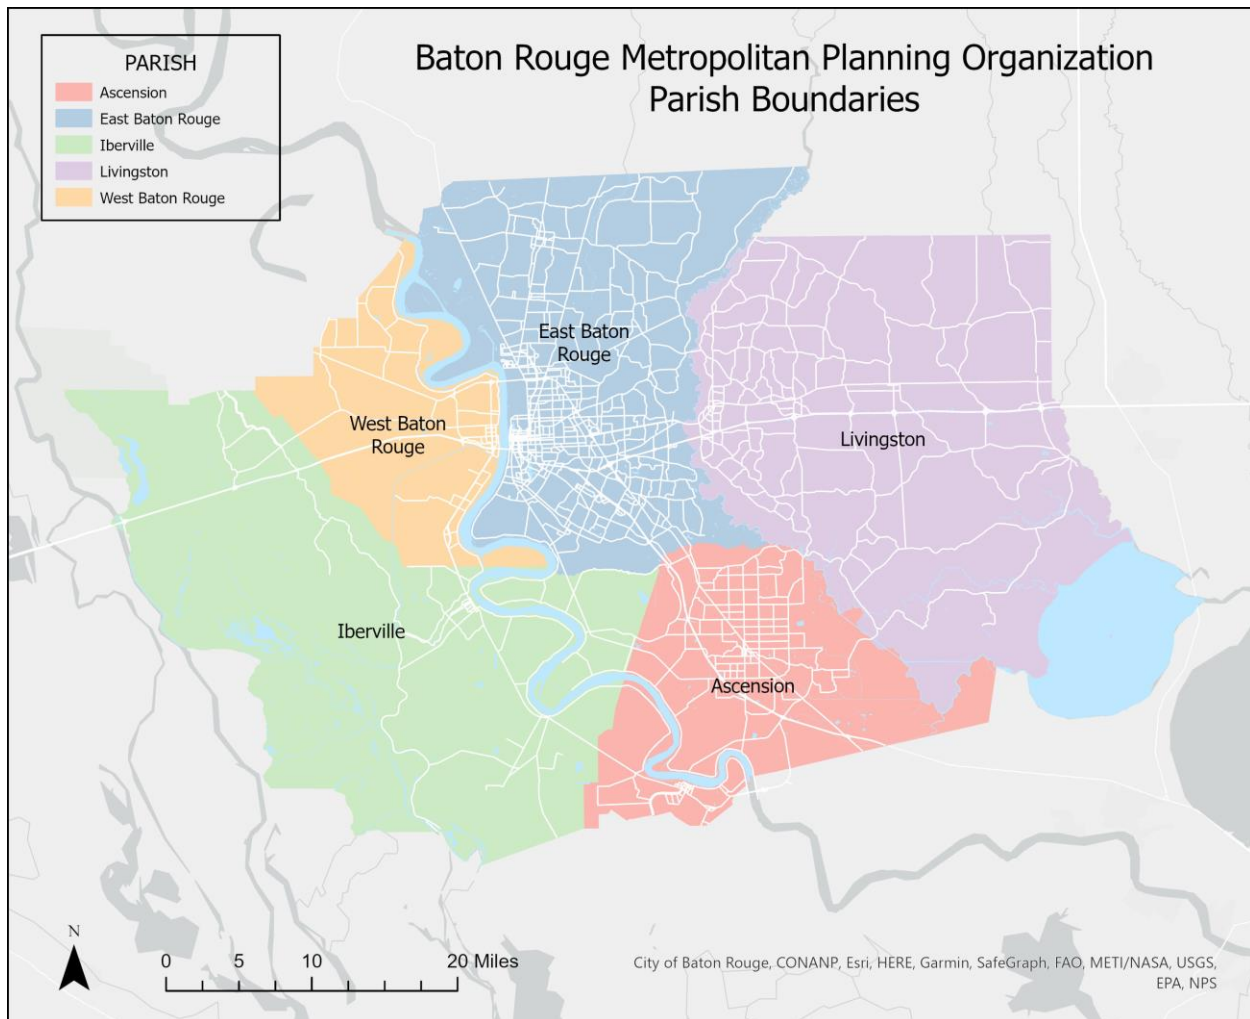 Baton Rouge Metropolitan Planning Organization
Parish Boundaries
PARISH
Ascension
East Baton Rouge
Iberville
Livingston
West Baton Rouge
East Baton
Rouge
West Baton
Rouge
Livingston
Iberville
Ascension
N
0 5 10 20 Miles
City of Baton Rouge, CONANP, Esri, HERE, Garmin, SafeGraph, FAO, METI/NASA, USGS,
EPA, NPS